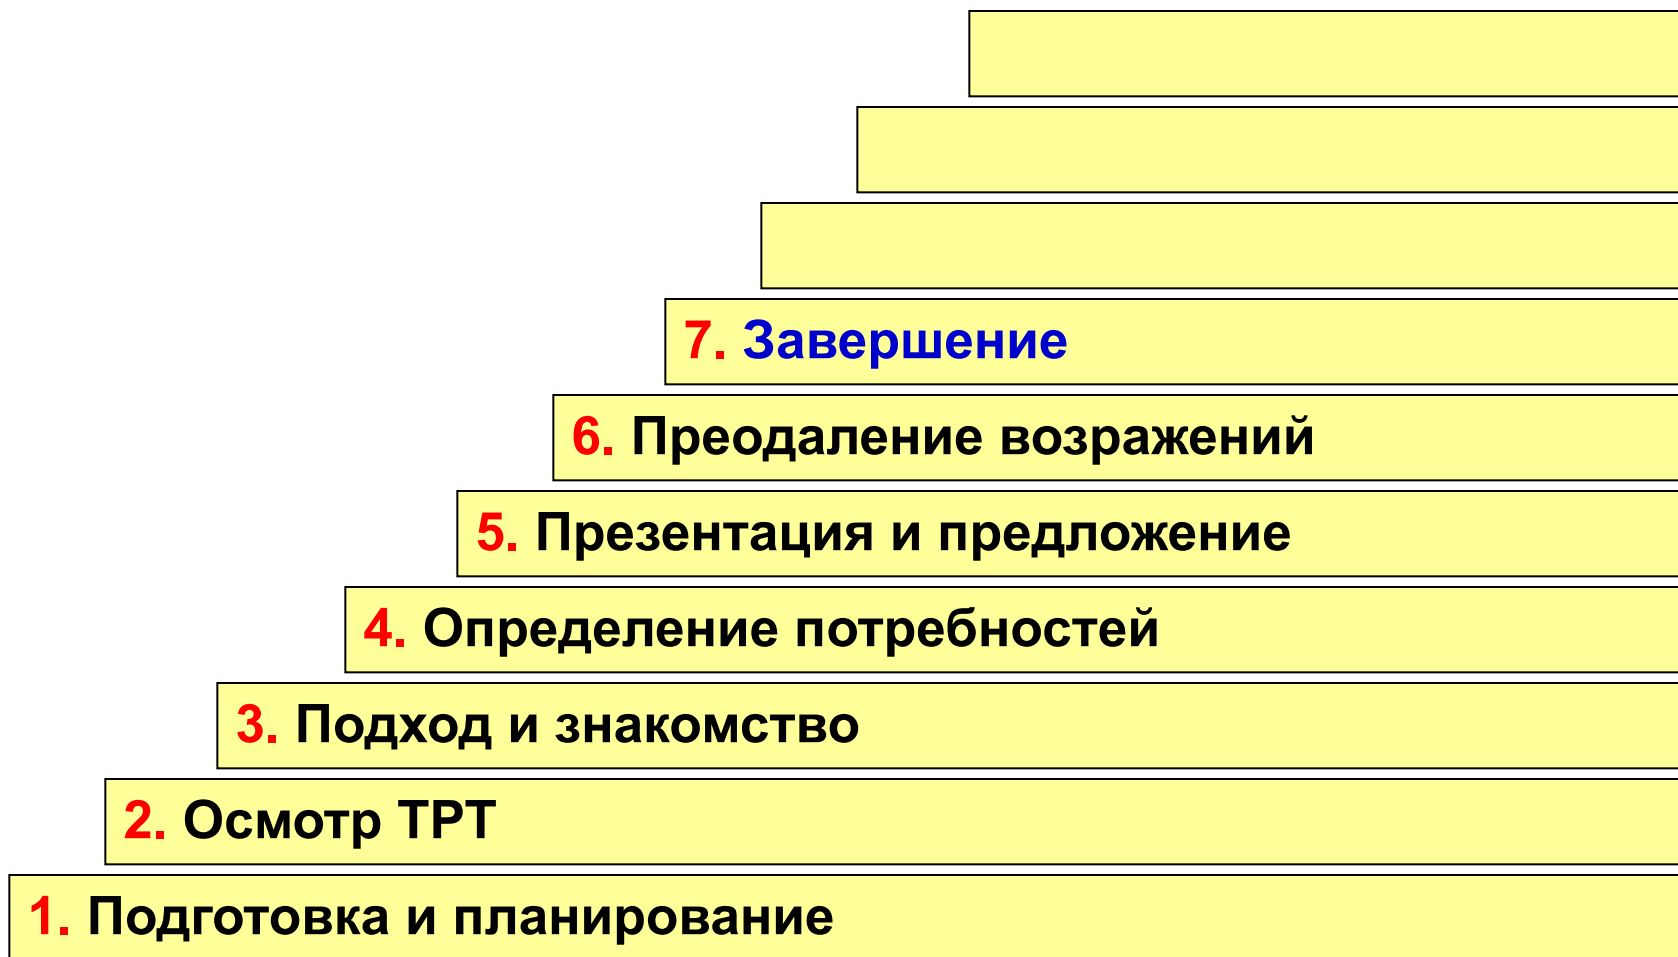 7. Завершение
6. Преодаление возражений
5. Презентация и предложение
4. Определение потребностей
3. Подход и знакомство
2. Осмотр ТРТ
1. Подготовка и планирование